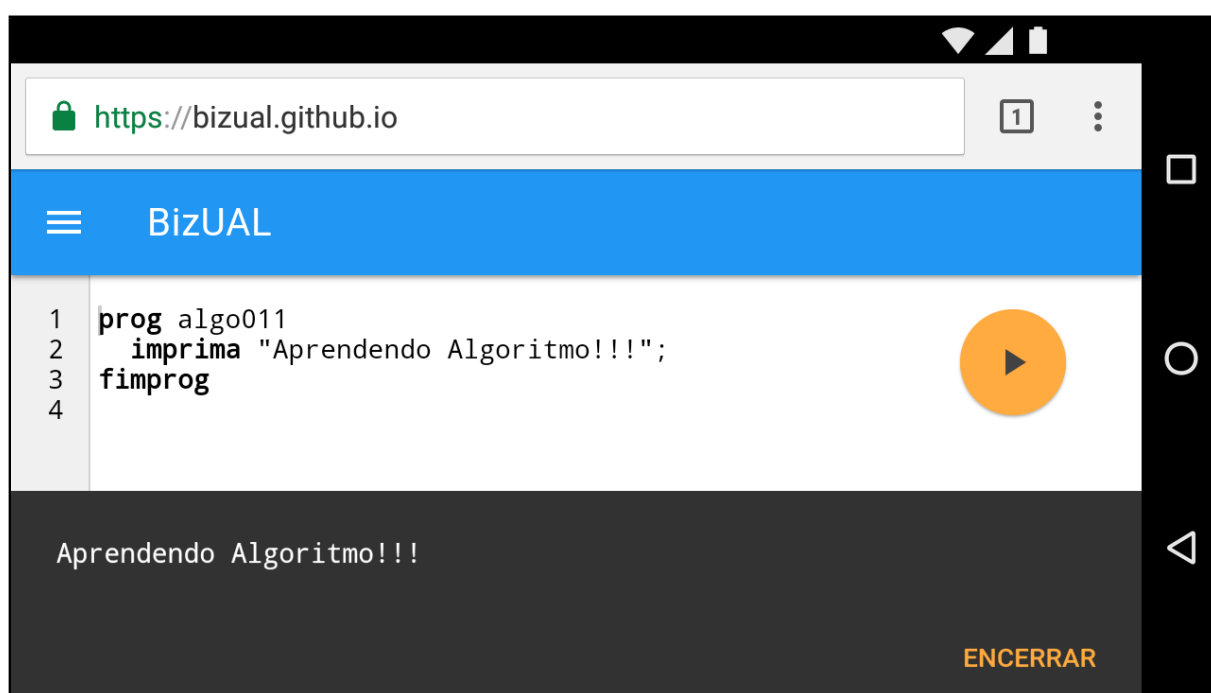 https://bizual.github.io
1
BizUAL
1 prog algo011
2 imprima "Aprendendo Algoritmo!!!";
3 fimprog
4
Aprendendo Algoritmo!!!
ENCERRAR